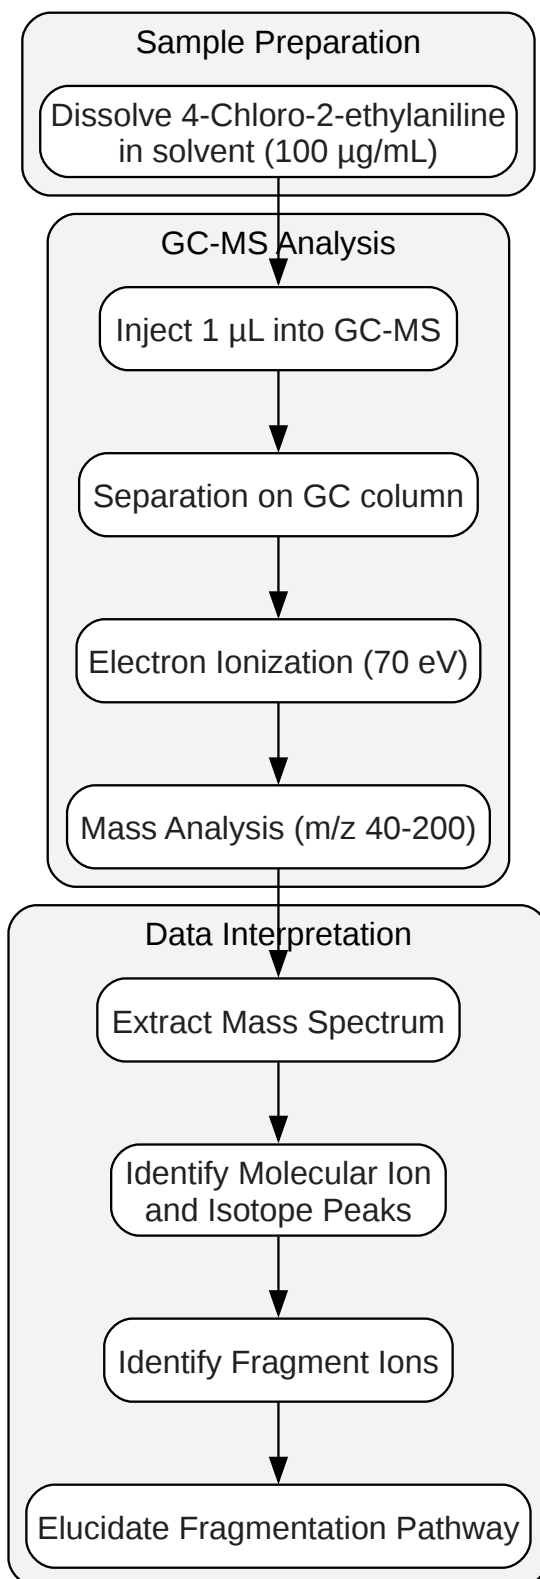 Sample Preparation
Dissolve 4-Chloro-2-ethylaniline
in solvent (100 µg/mL)
GC-MS Analysis
Inject 1 µL into GC-MS
Separation on GC column
Electron Ionization (70 eV)
Mass Analysis (m/z 40-200)
Data Interpretation
Extract Mass Spectrum
Identify Molecular Ion
and Isotope Peaks
Identify Fragment Ions
Elucidate Fragmentation Pathway